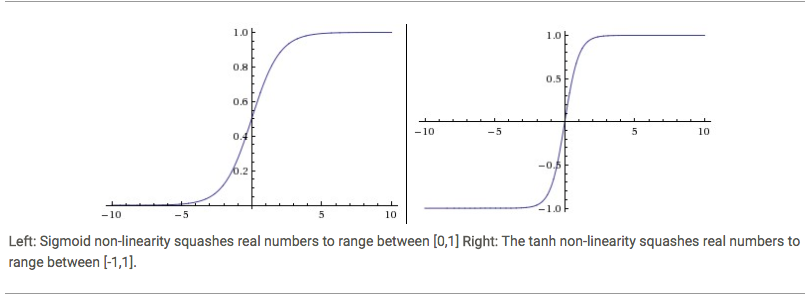 1.0
0.8
0.6
0.4
0.2
-10 -5 5 10
1.0
0.5
-10 -5 5 10
-0.5
-1.0
Left: Sigmoid non-linearity squashes real numbers to range between [0,1] Right: The tanh non-linearity squashes real numbers to
range between [-1,1].